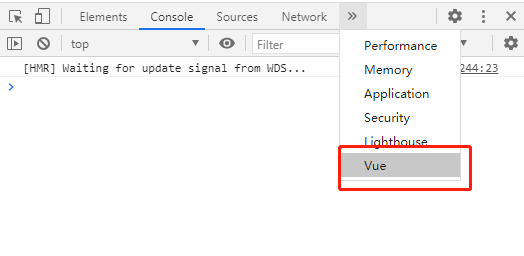 Elements Console Sources Network
top Filter
Performance
[HMR] Waiting for update signal from WDS... 244:23
Memory
Application
Security
Lighthouse
Vue